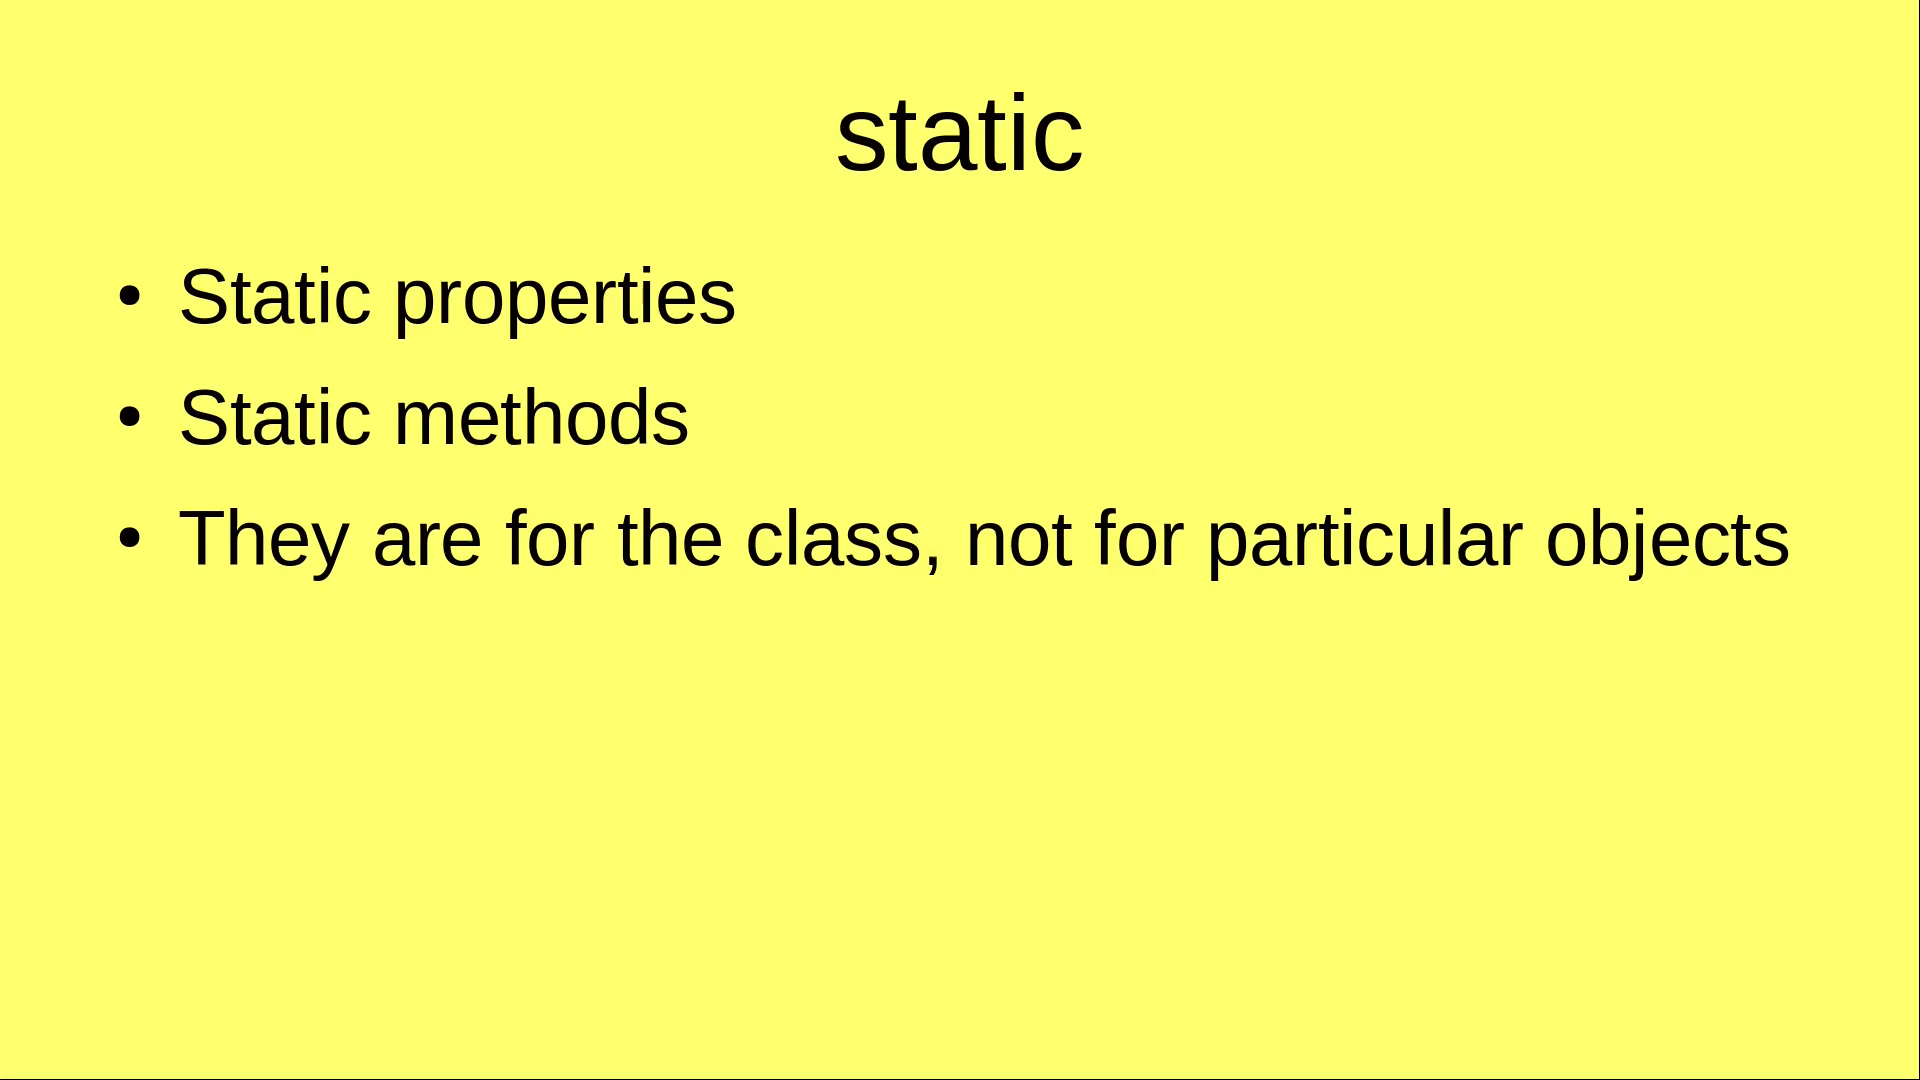 static
• Static properties
• Static methods
• They are for the class, not for particular objects